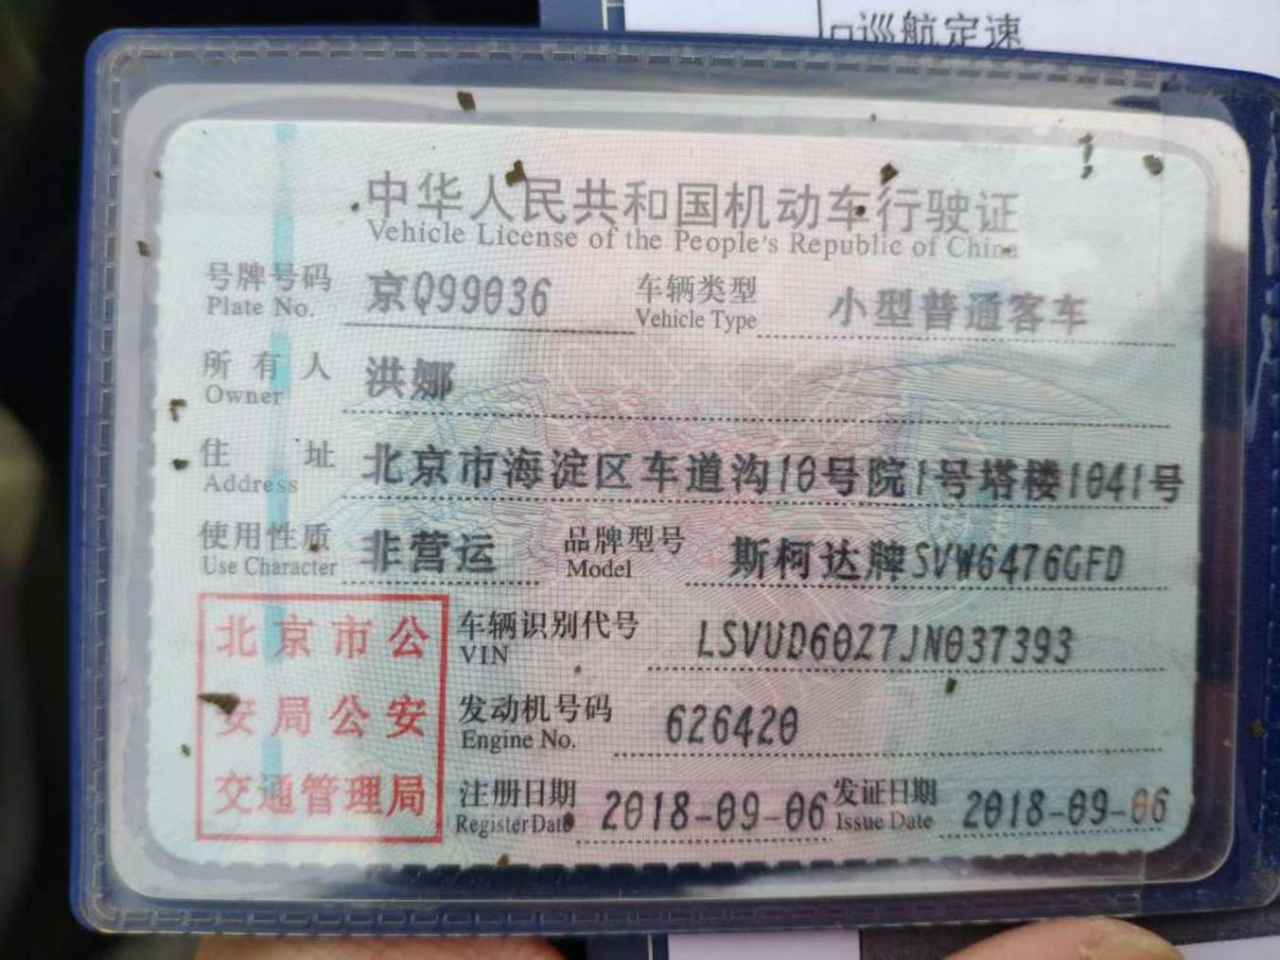 □巡航定速
中华人民共和国机动车行驶证
Vehicle License of the People's Republic of China
号牌号码 京Q99036 车辆类型 小型普通客车
Plate No. Vehicle Type
所有人 洪娜
Owner
住址 北京市海淀区车道沟10号院1号塔楼1041号
Address
使用性质 非营运 品牌型号 斯柯达牌SVW6476GFD
Use Character Model
北京市公
安局公安
交通管理局
车辆识别代号 LSVUD60Z7JN037393
VIN
发动机号码 626420
Engine No.
注册日期 2018-09-06 发证日期 2018-09-06
Register Date Issue Date